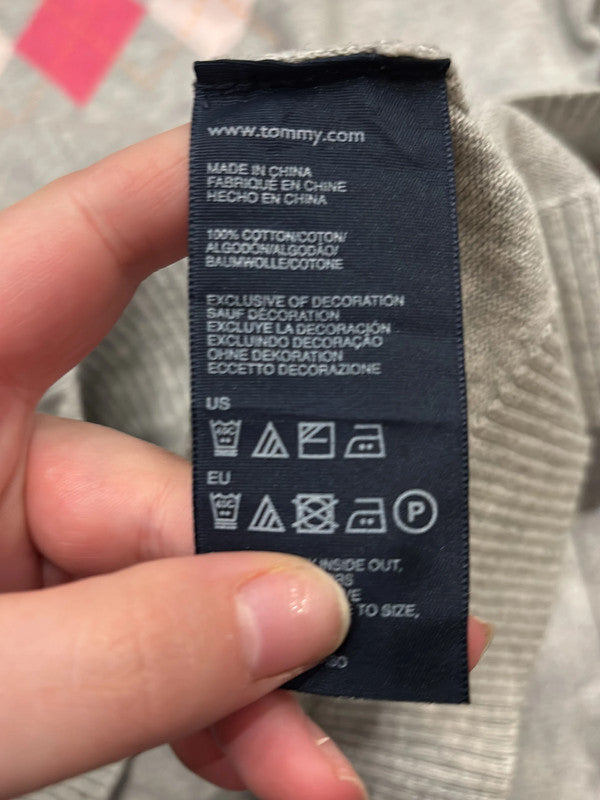 www.tommy.com
MADE IN CHINA
FABRIQUÉ EN CHINE
HECHO EN CHINA
100% COTTON/COTON/
ALGODÓN/ALGODÃO/
BAUMWOLLE/COTONE
EXCLUSIVE OF DECORATION
SAUF DÉCORATION
EXCLUYE LA DECORACIÓN
EXCLUINDO DECORAÇÃO
OHNE DEKORATION
ECCETTO DECORAZIONE
US
EU
P
INSIDE OUT,
TO SIZE,